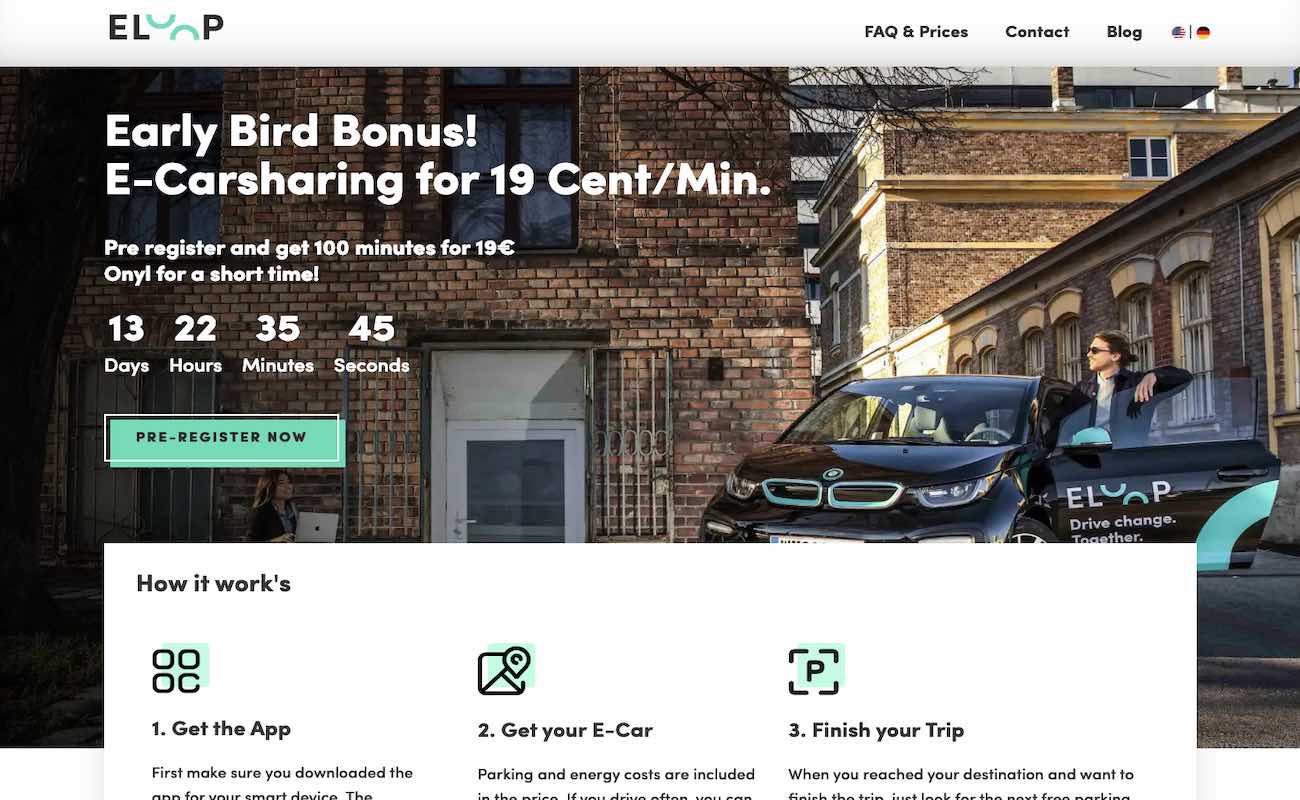 ELOOP
FAQ & Prices
Contact
Blog
|
Early Bird Bonus!
E-Carsharing for 19 Cent/Min.
Pre register and get 100 minutes for 19€
Onyl for a short time!
13 22 35 45
Days Hours Minutes Seconds
PRE-REGISTER NOW
ELOOP
Drive change.
Together.
How it work's
P
1. Get the App
2. Get your E-Car
3. Finish your Trip
First make sure you downloaded the
app for your smart device. The
Parking and energy costs are included
in the price. If you drive often, you can
When you reached your destination and want to
finish the trip, just look for the next free parking